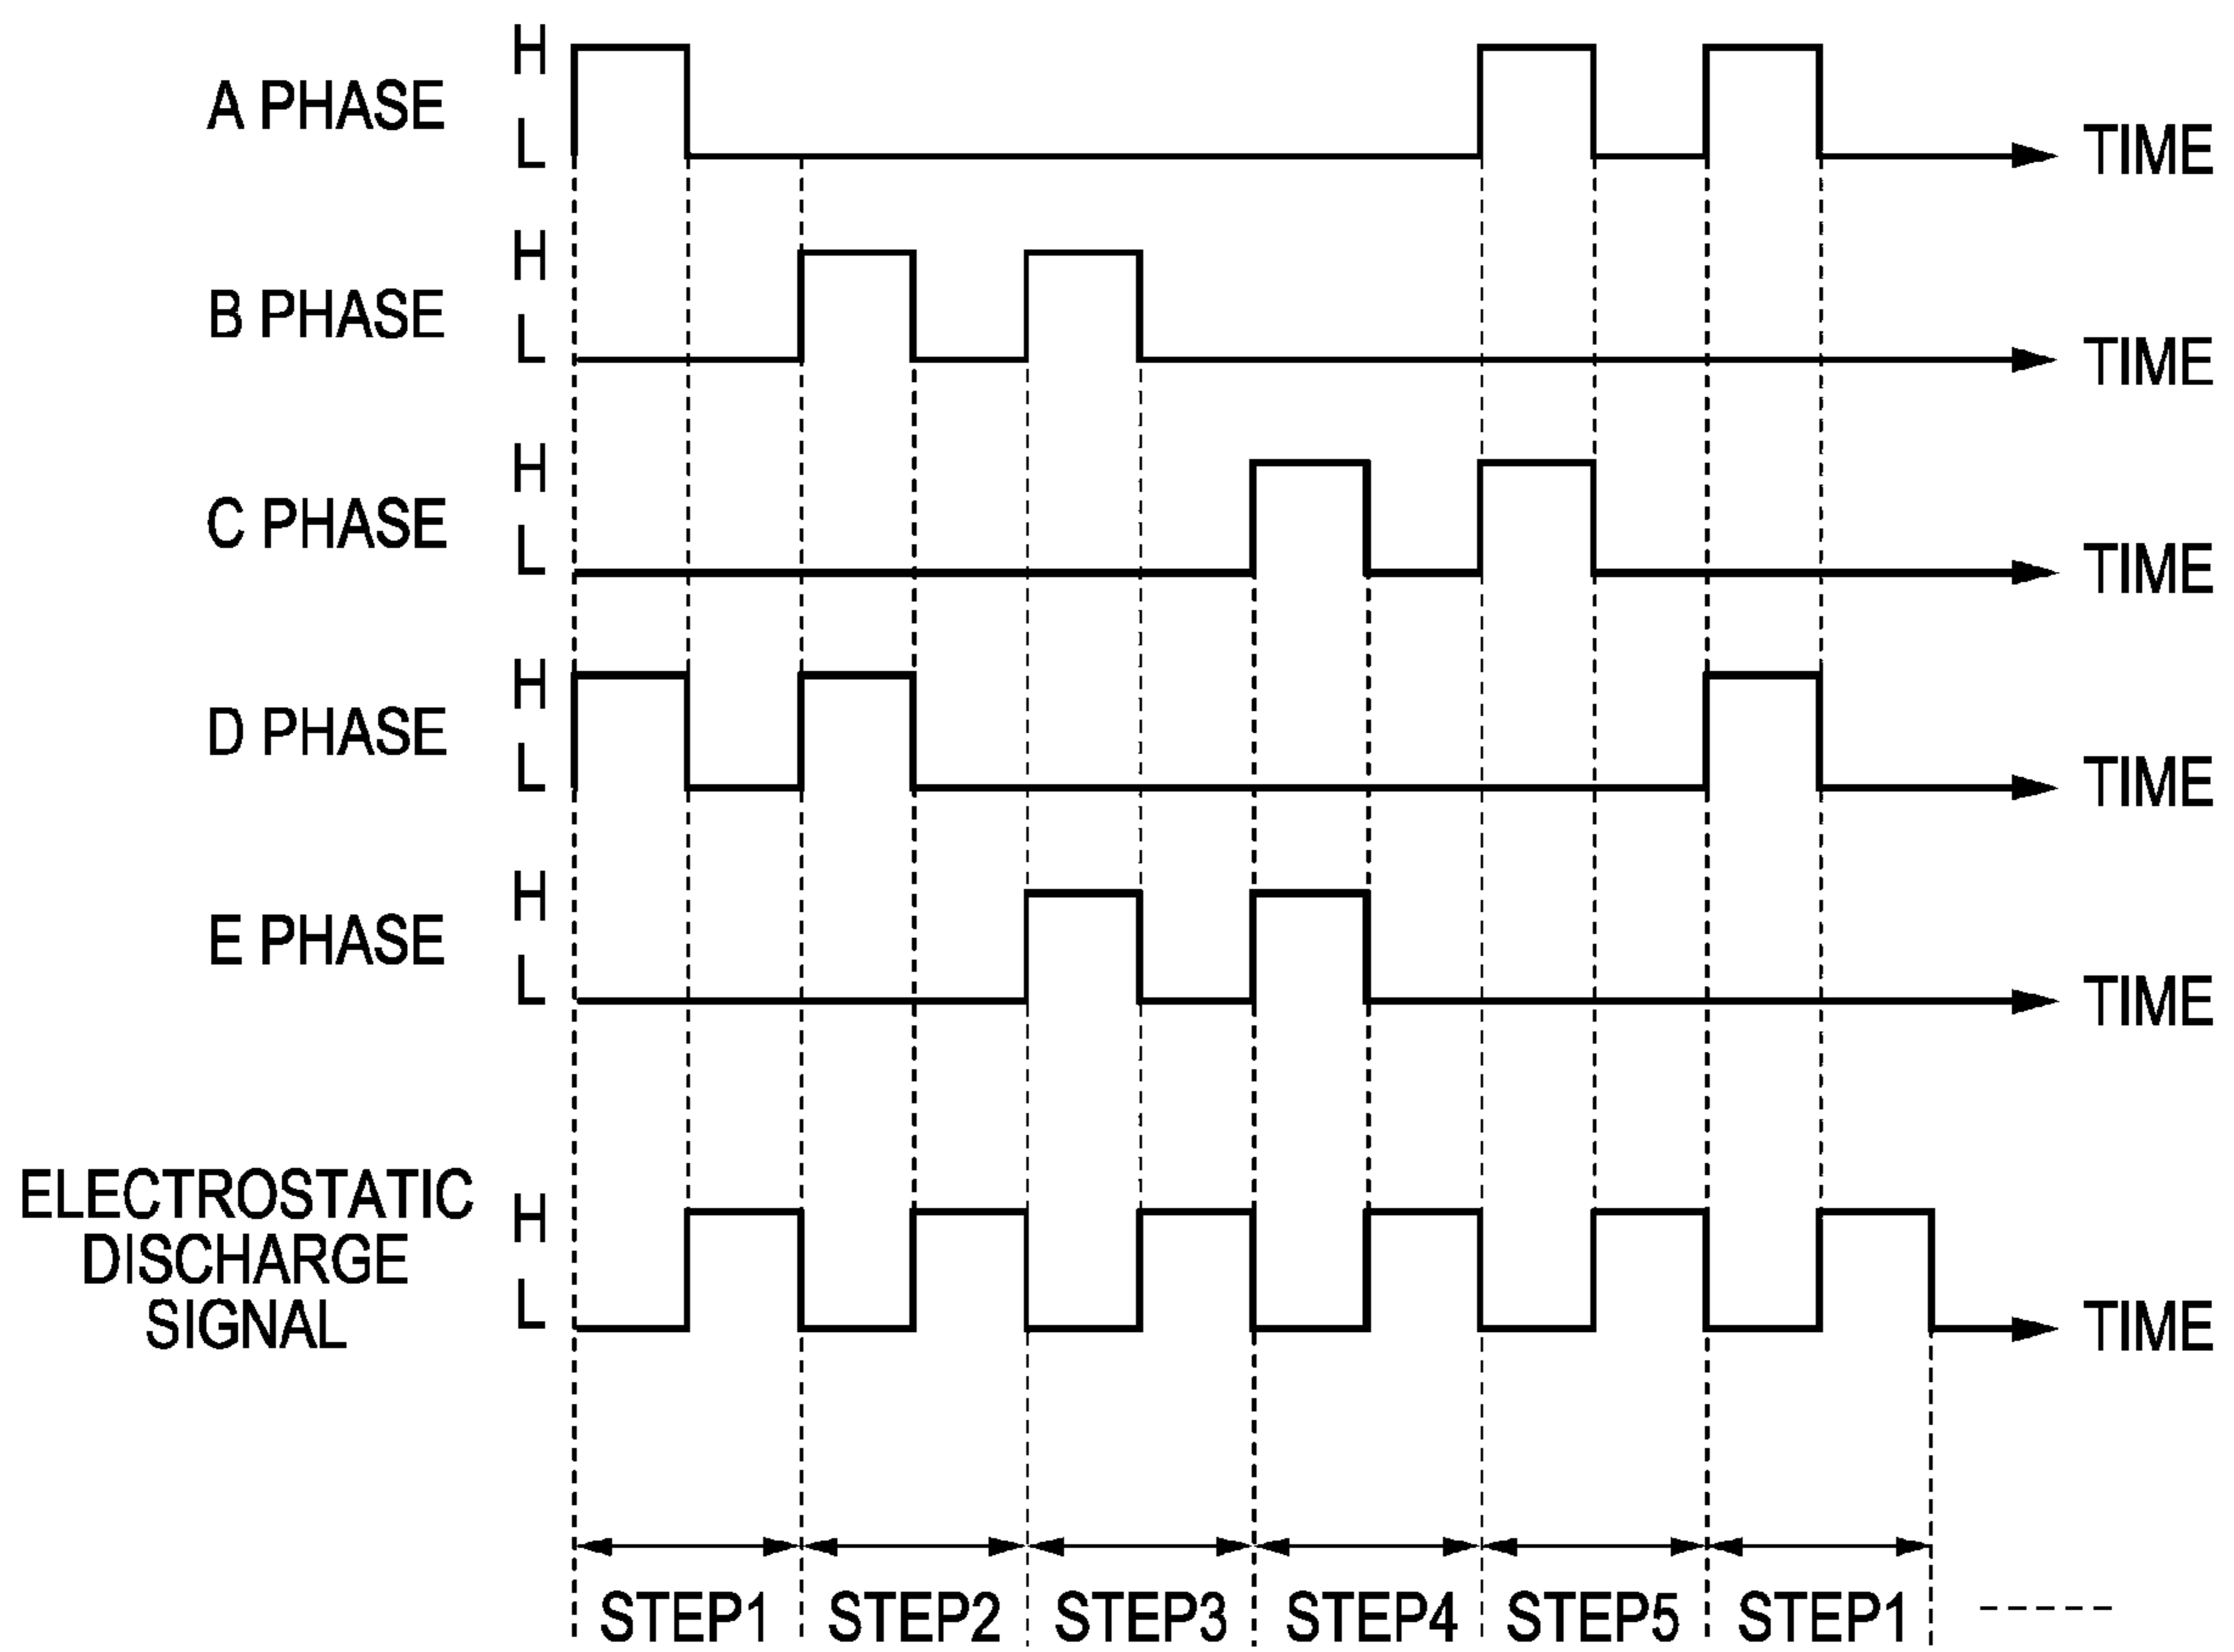 H
A PHASE
L
TIME
H
B PHASE
L
TIME
H
C PHASE
L
TIME
H
D PHASE
L
TIME
H
E PHASE
L
TIME
ELECTROSTATIC
DISCHARGE
SIGNAL
H
L
TIME
STEP1 STEP2 STEP3 STEP4 STEP5 STEP1